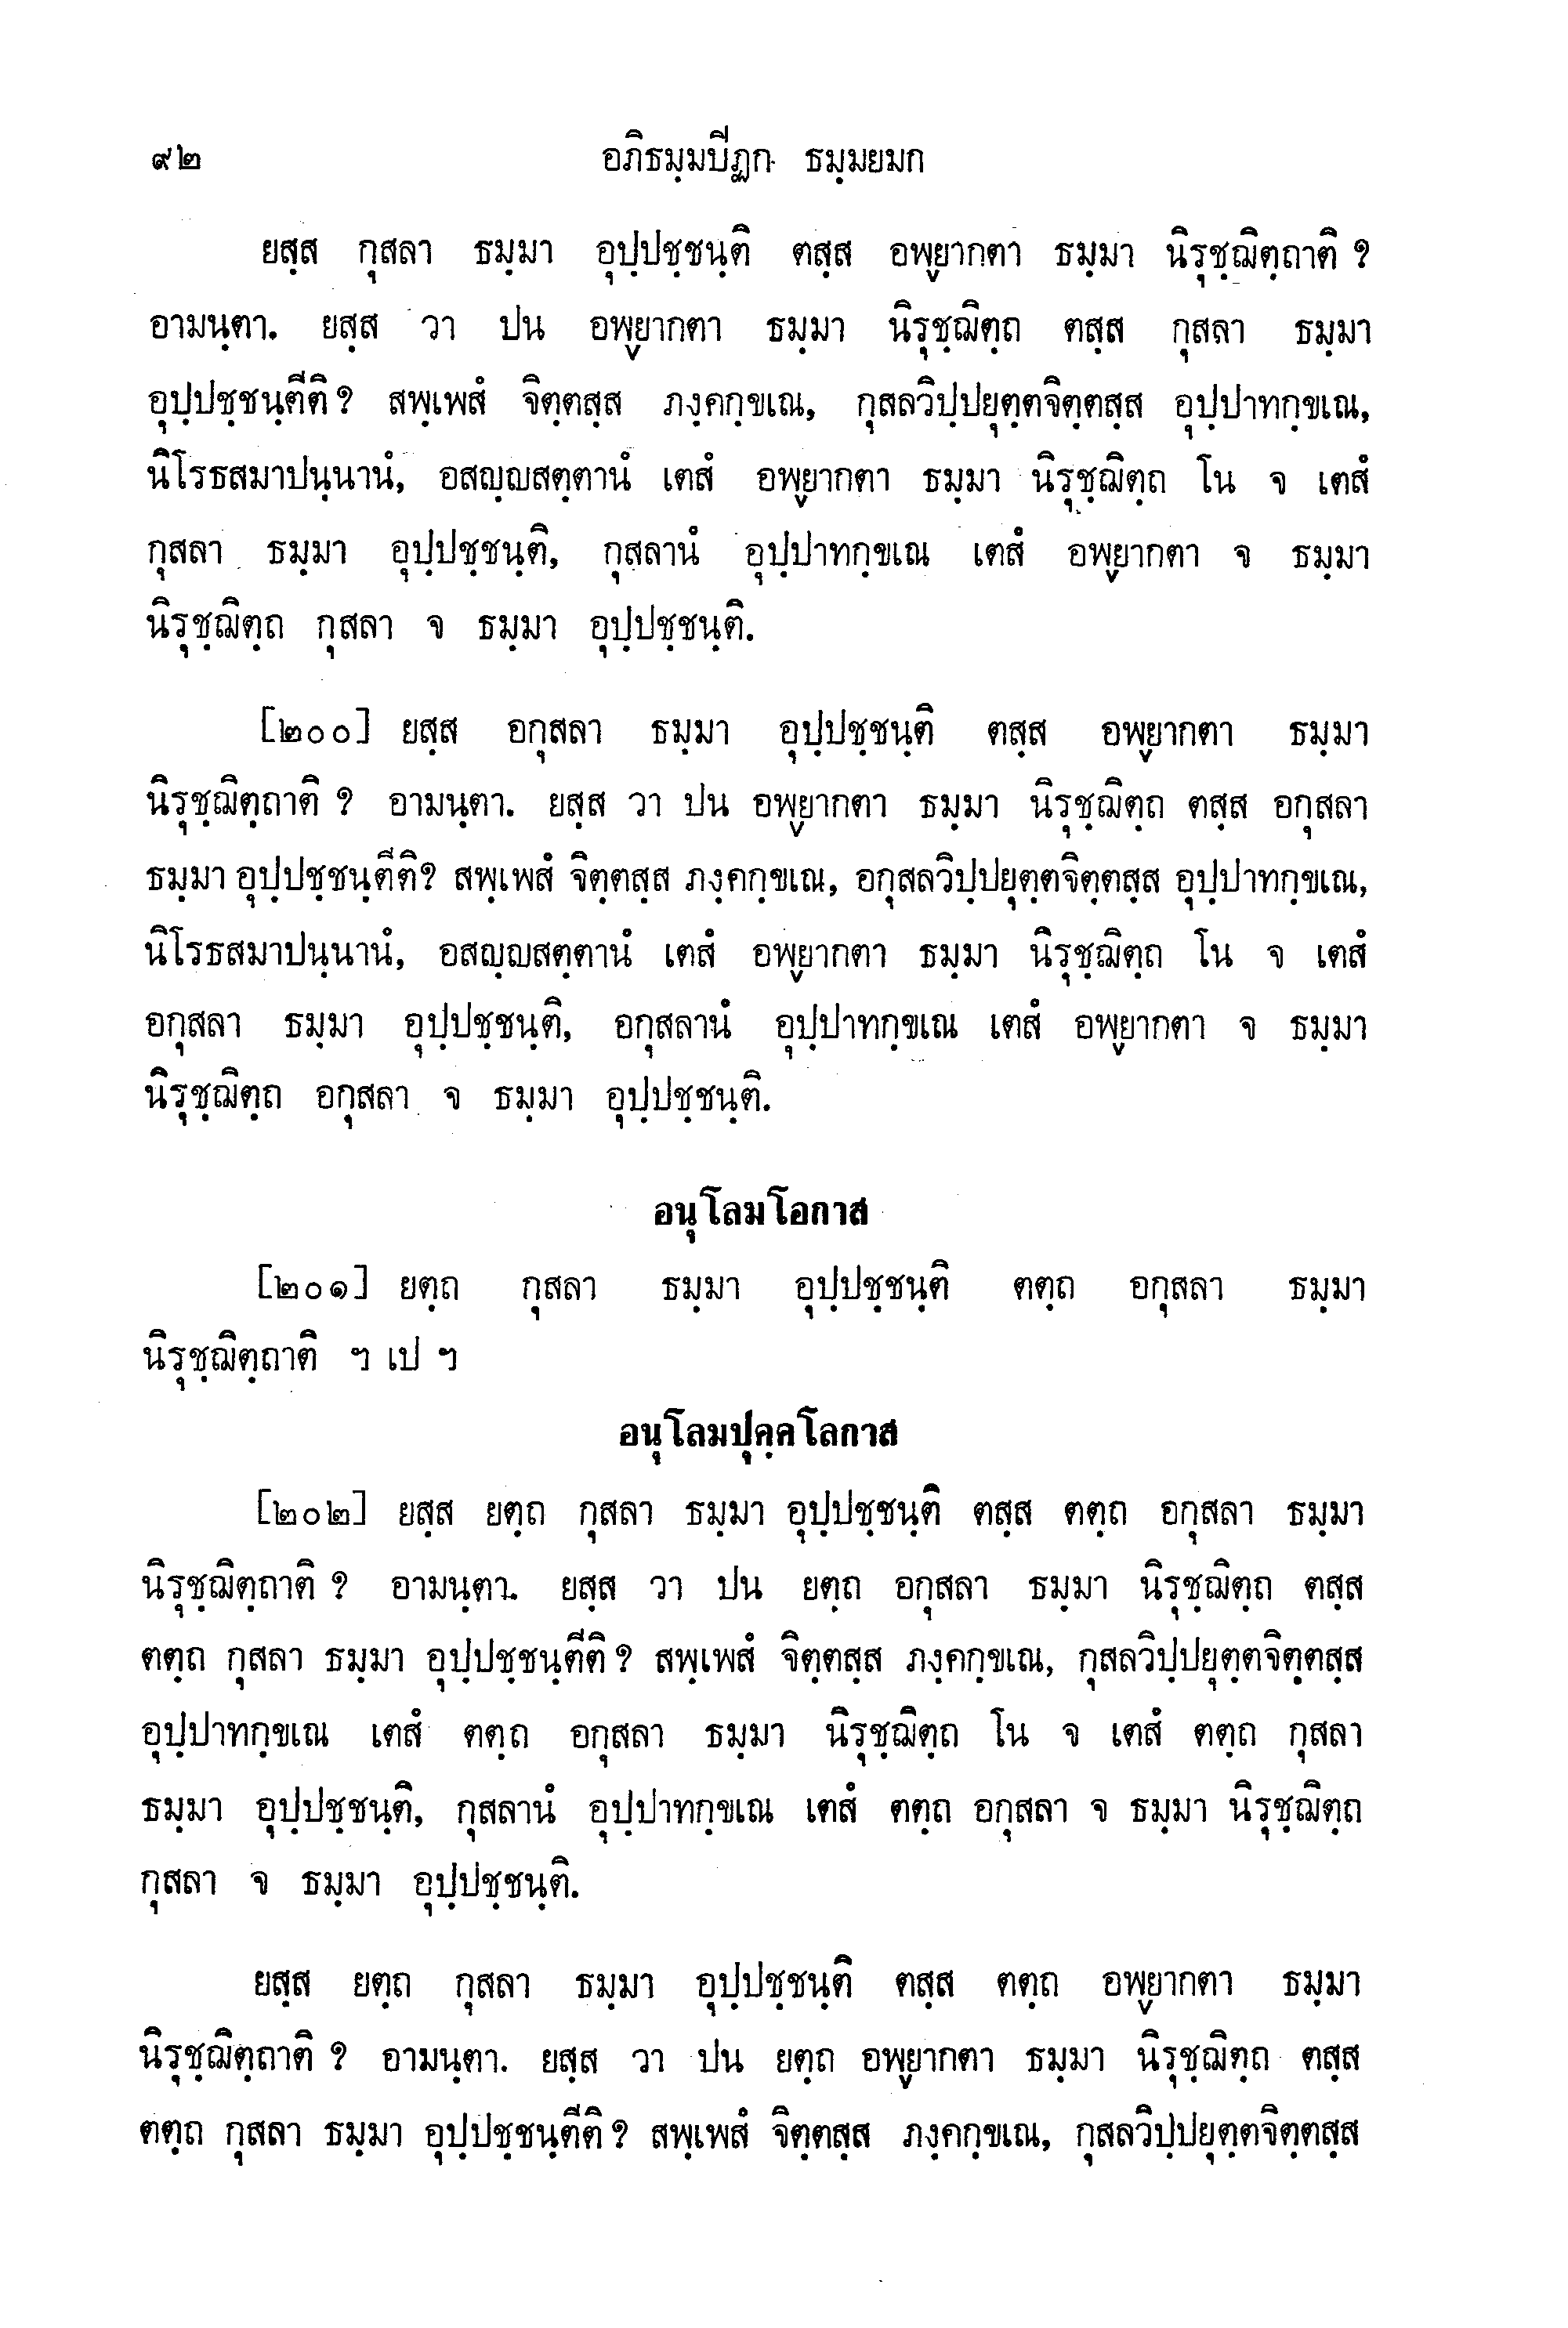 ๙๒ อภิธมฺมปีฏก ธมฺมยมก
ยสฺส กุสลา ธมฺมา อุปฺปชฺชนฺติ ตสฺส อพฺยากตา ธมฺมา นิรุชฺฌิตฺถาติ ?
อามนฺตา. ยสฺส วา ปน อพฺยากตา ธมฺมา นิรุชฺฌิตฺถ ตสฺส กุสลา ธมฺมา
อุปฺปชฺชนฺตีติ ? สพฺเพสํ จิตฺตสฺส ภงฺคกฺขเณ, กุสลวิปฺปยุตฺตจิตฺตสฺส อุปฺปาทกฺขเณ,
นิโรธสมาปนฺนานํ, อสญฺญสตฺตานํ เตสํ อพฺยากตา ธมฺมา นิรุชฺฌิตฺถ โน จ เตสํ
กุสลา ธมฺมา อุปฺปชฺชนฺติ, กุสลานํ อุปฺปาทกฺขเณ เตสํ อพฺยากตา จ ธมฺมา
นิรุชฺฌิตฺถ กุสลา จ ธมฺมา อุปฺปชฺชนฺติ.
[๒๐๐] ยสฺส อกุสลา ธมฺมา อุปฺปชฺชนฺติ ตสฺส อพฺยากตา ธมฺมา
นิรุชฺฌิตฺถาติ ? อามนฺตา. ยสฺส วา ปน อพฺยากตา ธมฺมา นิรุชฺฌิตฺถ ตสฺส อกุสลา
ธมฺมา อุปฺปชฺชนฺตีติ? สพฺเพสํ จิตฺตสฺส ภงฺคกฺขเณ, อกุสลวิปฺปยุตฺตจิตฺตสฺส อุปฺปาทกฺขเณ,
นิโรธสมาปนฺนานํ, อสญฺญสตฺตานํ เตสํ อพฺยากตา ธมฺมา นิรุชฺฌิตฺถ โน จ เตสํ
อกุสลา ธมฺมา อุปฺปชฺชนฺติ, อกุสลานํ อุปฺปาทกฺขเณ เตสํ อพฺยากตา จ ธมฺมา
นิรุชฺฌิตฺถ อกุสลา จ ธมฺมา อุปฺปชฺชนฺติ.
อนุโลมโอกาส
[๒๐๑] ยตฺถ กุสลา ธมฺมา อุปฺปชฺชนฺติ ตตฺถ อกุสลา ธมฺมา
นิรุชฺฌิตฺถาติ ฯ เป ฯ
อนุโลมปุคฺคโลกาส
[๒๐๒] ยสฺส ยตฺถ กุสลา ธมฺมา อุปฺปชฺชนฺติ ตสฺส ตตฺถ อกุสลา ธมฺมา
นิรุชฺฌิตฺถาติ ? อามนฺตา. ยสฺส วา ปน ยตฺถ อกุสลา ธมฺมา นิรุชฺฌิตฺถ ตสฺส
ตตฺถ กุสลา ธมฺมา อุปฺปชฺชนฺตีติ ? สพฺเพสํ จิตฺตสฺส ภงฺคกฺขเณ, กุสลวิปฺปยุตฺตจิตฺตสฺส
อุปฺปาทกฺขเณ เตสํ ตตฺถ อกุสลา ธมฺมา นิรุชฺฌิตฺถ โน จ เตสํ ตตฺถ กุสลา
ธมฺมา อุปฺปชฺชนฺติ, กุสลานํ อุปฺปาทกฺขเณ เตสํ ตตฺถ อกุสลา จ ธมฺมา นิรุชฺฌิตฺถ
กุสลา จ ธมฺมา อุปฺปชฺชนฺติ.
ยสฺส ยตฺถ กุสลา ธมฺมา อุปฺปชฺชนฺติ ตสฺส ตตฺถ อพฺยากตา ธมฺมา
นิรุชฺฌิตฺถาติ ? อามนฺตา. ยสฺส วา ปน ยตฺถ อพฺยากตา ธมฺมา นิรุชฺฌิตฺถ ตสฺส
ตตฺถ กุสลา ธมฺมา อุปฺปชฺชนฺตีติ ? สพฺเพสํ จิตฺตสฺส ภงฺคกฺขเณ, กุสลวิปฺปยุตฺตจิตฺตสฺส